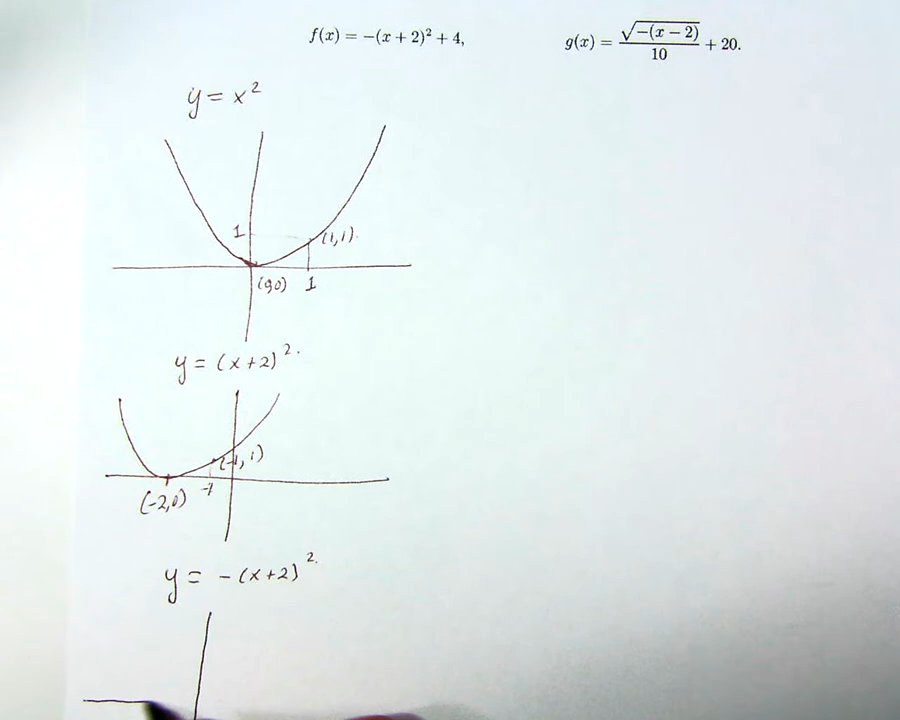 f(x) = −(x + 2)² + 4,
g(x) = √(−(x − 2))/10 + 20.
y = x²
1
(1,1).
(0,0)
1
y = (x+2)².
(-1, 1)
(-2,0)
-1
y = -(x+2)².